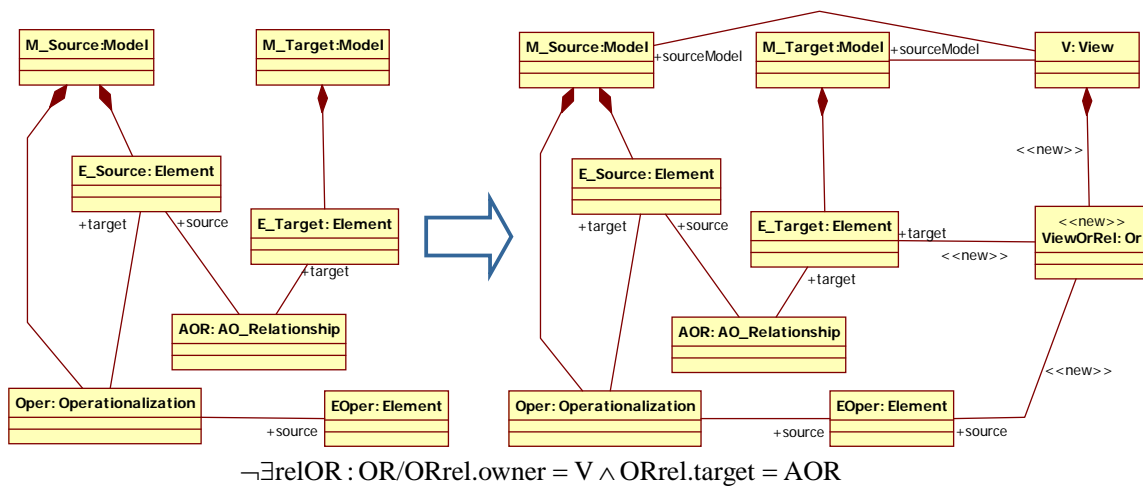 M_Source:Model
M_Target:Model
E_Source: Element
+target
+source
E_Target: Element
+target
AOR: AO_Relationship
Oper: Operationalization
EOper: Element
+source
M_Source:Model
+sourceModel
M_Target:Model
+sourceModel
V: View
<<new>>
E_Source: Element
+target
+source
E_Target: Element
+target
<<new>>
<<new>>
ViewOrRel: Or
+target
AOR: AO_Relationship
<<new>>
Oper: Operationalization
EOper: Element
+source
+source
¬∃relOR : OR/ORrel.owner = V ∧ ORrel.target = AOR